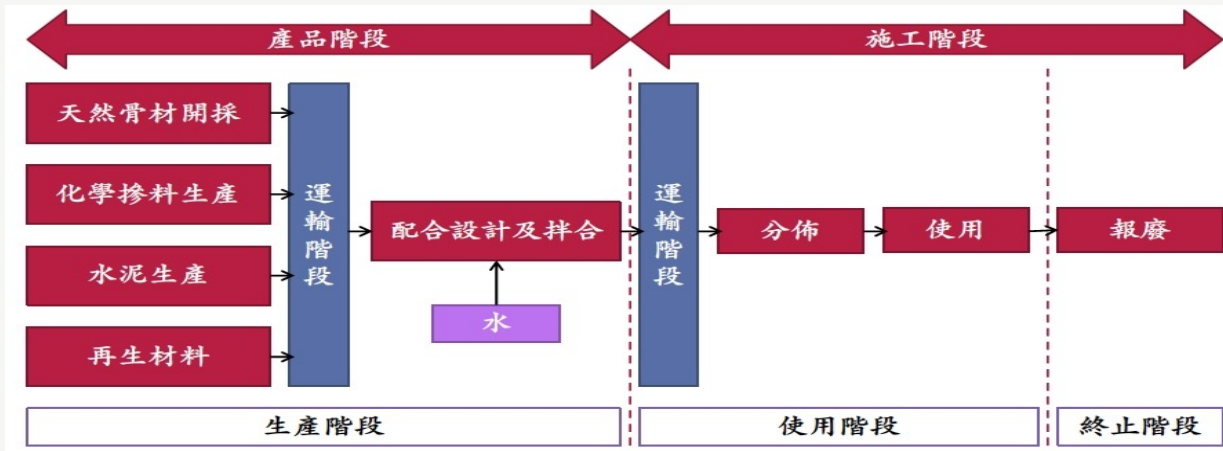 產品階段
施工階段
天然骨材開採
化學摻料生產
水泥生產
再生材料
運輸階段
配合設計及拌合
水
運輸階段
分佈
使用
報廢
生產階段
使用階段
終止階段